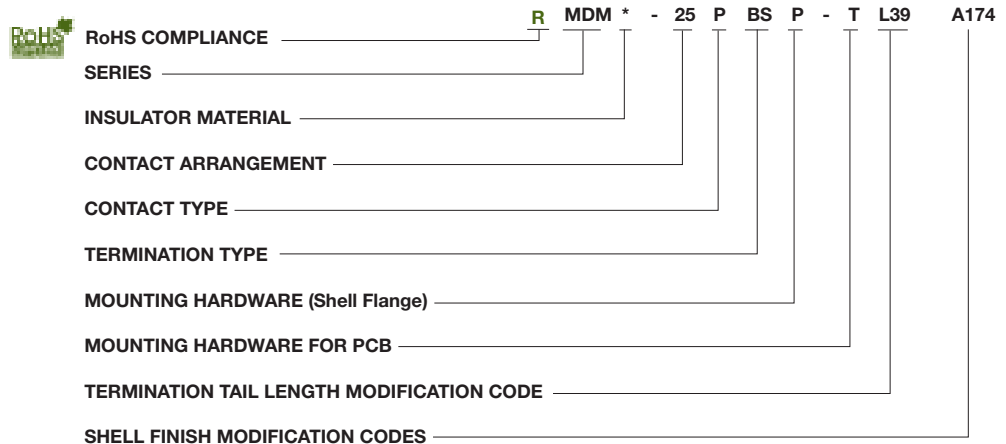 R MDM * - 25 P BS P - T L39 A174
RoHS
RoHS COMPLIANCE
SERIES
INSULATOR MATERIAL
CONTACT ARRANGEMENT
CONTACT TYPE
TERMINATION TYPE
MOUNTING HARDWARE (Shell Flange)
MOUNTING HARDWARE FOR PCB
TERMINATION TAIL LENGTH MODIFICATION CODE
SHELL FINISH MODIFICATION CODES